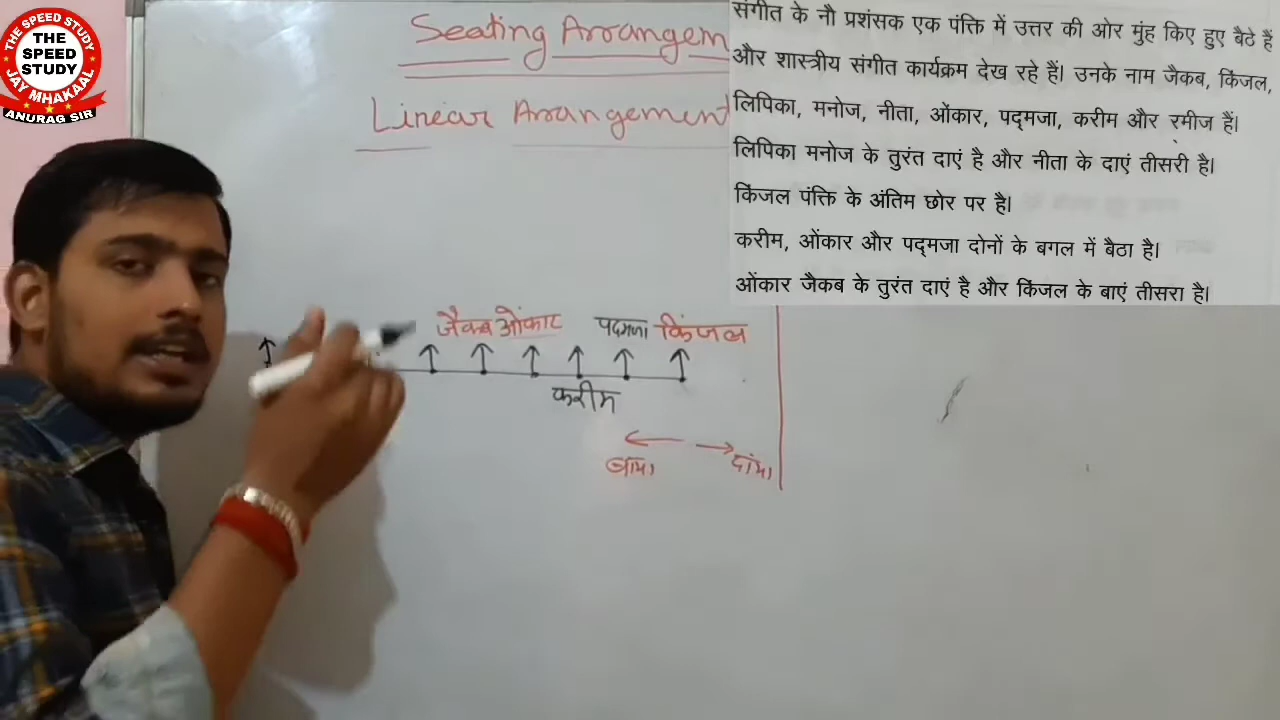 THE SPEED STUDY
THE
SPEED
STUDY
JAY MHAKAAL
ANURAG SIR
Seating Arrangem
Linear Arrangement
संगीत के नौ प्रशंसक एक पंक्ति में उत्तर की ओर मुंह किए हुए बैठे हैं
और शास्त्रीय संगीत कार्यक्रम देख रहे हैं। उनके नाम जैकब, किंजल,
लिपिका, मनोज, नीता, ओंकार, पद्मजा, करीम और रमीज हैं।
लिपिका मनोज के तुरंत दाएं है और नीता के दाएं तीसरी है।
किंजल पंक्ति के अंतिम छोर पर है।
करीम, ओंकार और पद्मजा दोनों के बगल में बैठा है।
ओंकार जैकब के तुरंत दाएं है और किंजल के बाएं तीसरा है।
जैकब ओंकार पदमजा किंजल
करीम
बांया दांया